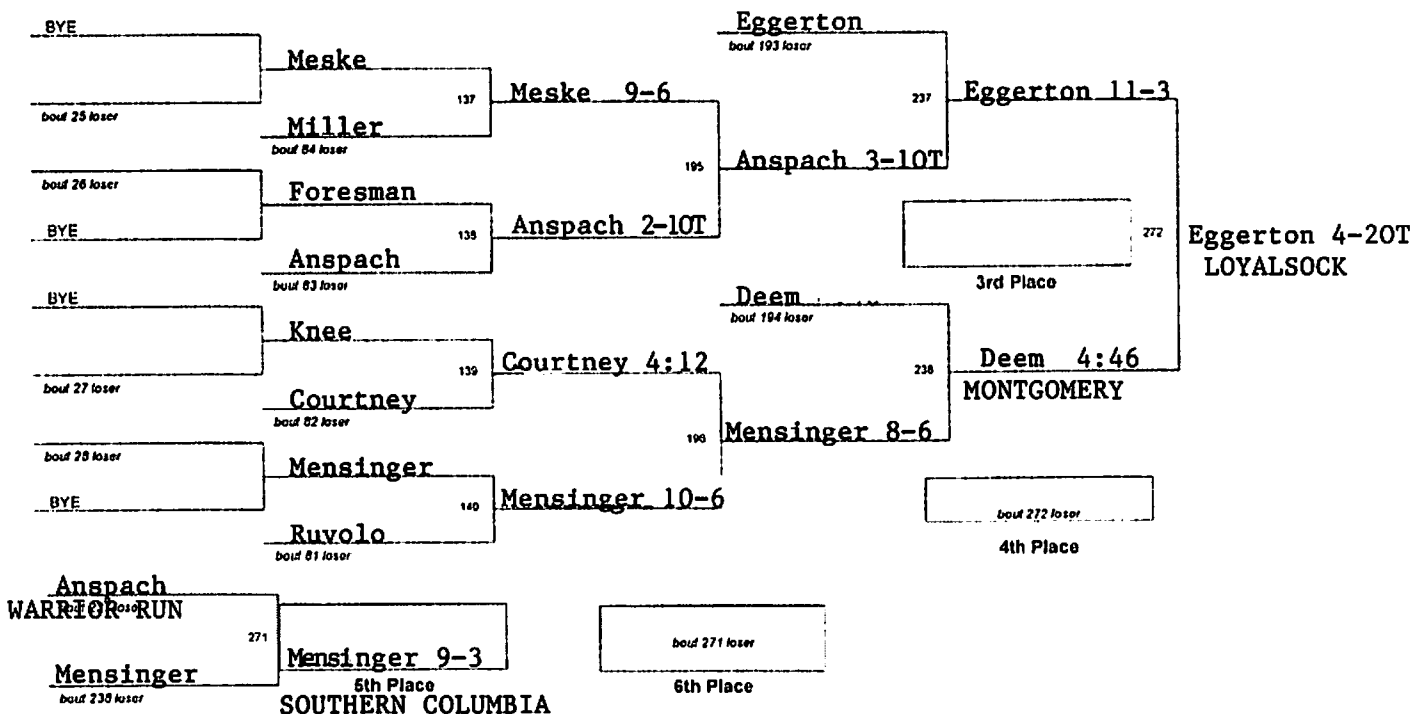 BYE
Eggerton
bout 193 loser
Meske
137
Meske 9-6
237
Eggerton 11-3
bout 25 loser
Miller
bout 84 loser
195
Anspach 3-10T
bout 26 loser
Foresman
BYE
138
Anspach 2-10T
Anspach
bout 83 loser
272
Eggerton 4-20T
LOYALSOCK
3rd Place
BYE
Deem
bout 194 loser
Knee
139
Courtney 4:12
238
Deem 4:46
MONTGOMERY
bout 27 loser
Courtney
bout 82 loser
196
Mensinger 8-6
bout 28 loser
Mensinger
BYE
140
Mensinger 10-6
bout 272 loser
4th Place
Ruvolo
bout 81 loser
Anspach
WARRIOR RUN
271
bout 271 loser
Mensinger 9-3
Mensinger
bout 238 loser
5th Place
6th Place
SOUTHERN COLUMBIA